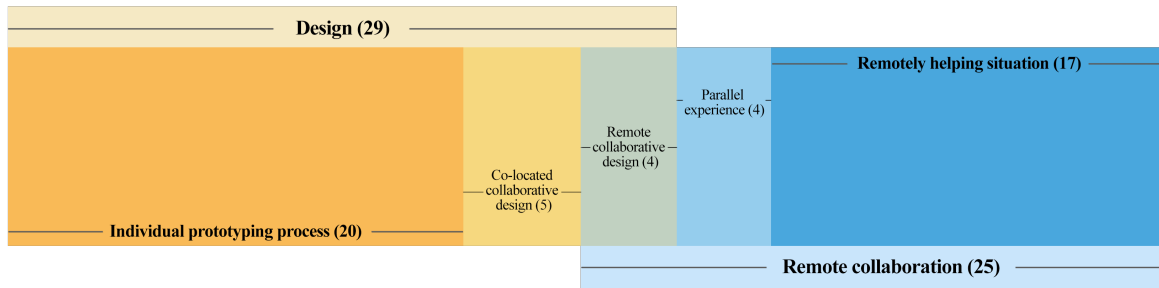 Design (29)
Remotely helping situation (17)
Parallel
experience (4)
Remote
collaborative
design (4)
Co-located
collaborative
design (5)
Individual prototyping process (20)
Remote collaboration (25)